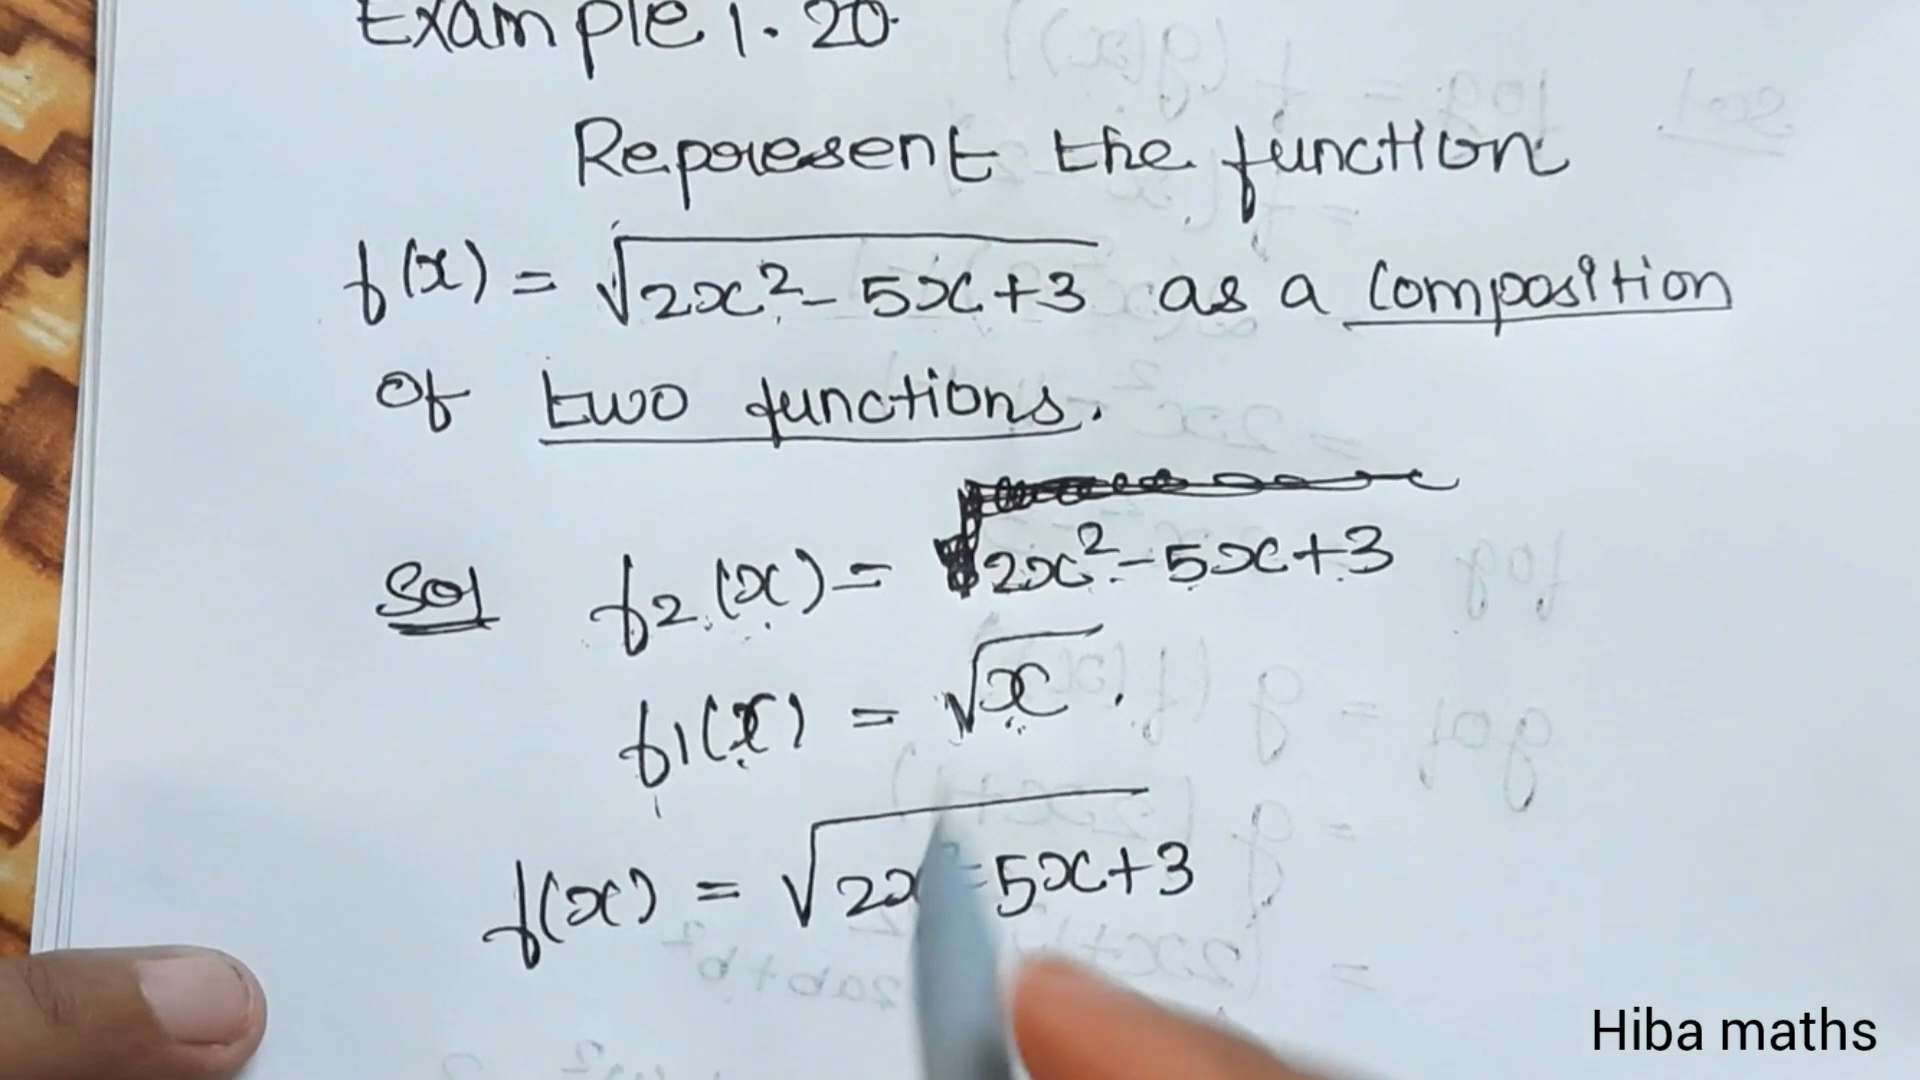 Example 1.20
Represent the function
f(x) = √2x²- 5x+3 as a composition
of two functions.
Sol f2(x) = 2x²-5x+3
f1(x) = √x.
f(x) = √2x -5x+3
Hiba maths